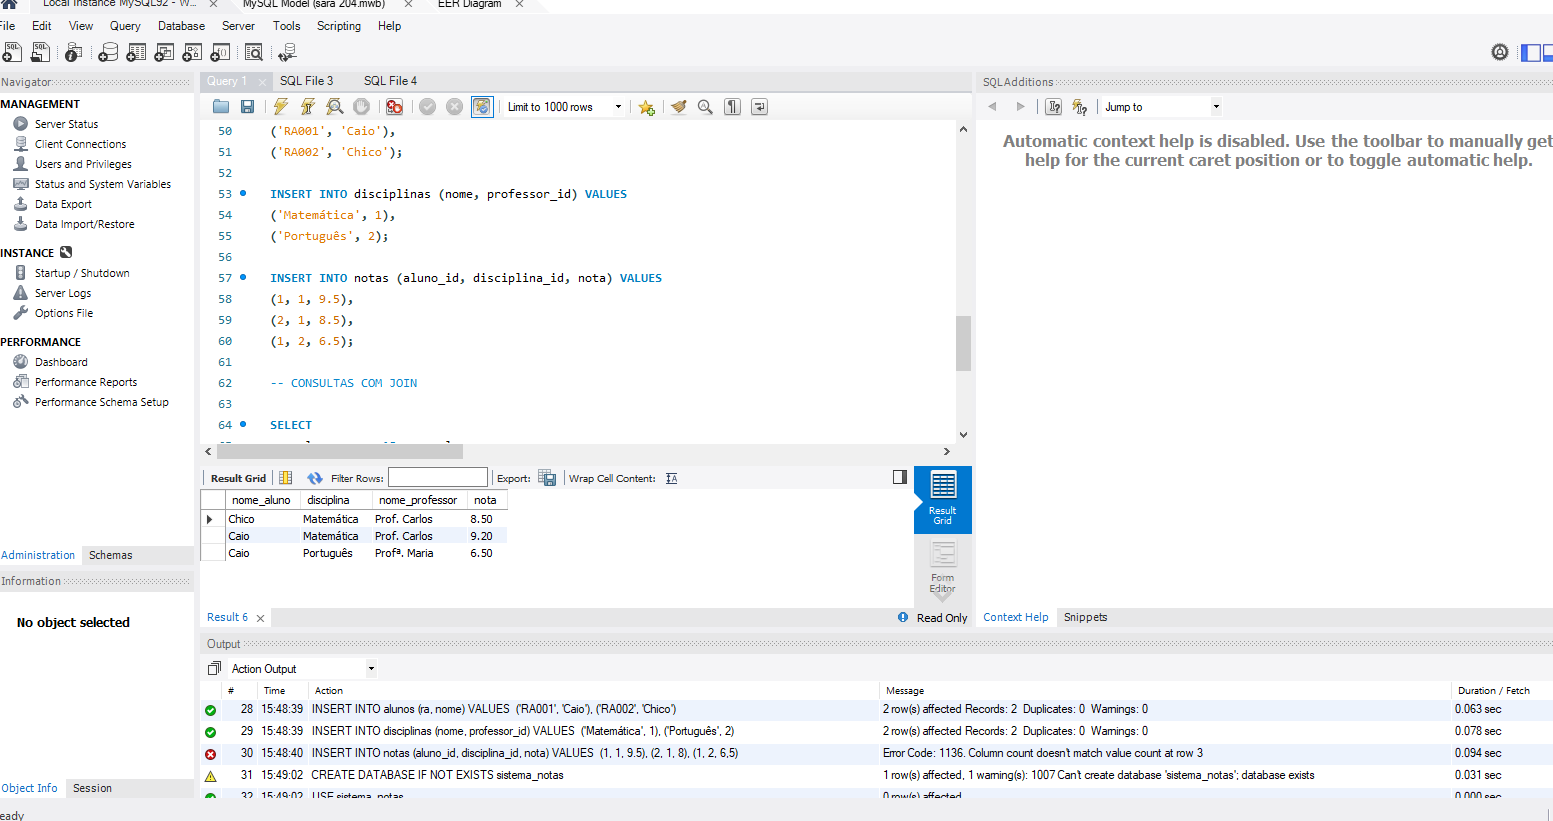 Local Instance MySQL92 - W... ×
MySQL Model (sara 204.mwb) ×
EER Diagram ×
File Edit View Query Database Server Tools Scripting Help
Navigator
MANAGEMENT
Server Status
Client Connections
Users and Privileges
Status and System Variables
Data Export
Data Import/Restore
INSTANCE
Startup / Shutdown
Server Logs
Options File
PERFORMANCE
Dashboard
Performance Reports
Performance Schema Setup
Administration Schemas
Information
No object selected
Object Info Session
eady
Query 1 × SQL File 3 SQL File 4
Limit to 1000 rows
50 ('RA001', 'Caio'),
51 ('RA002', 'Chico');
52
53 INSERT INTO disciplinas (nome, professor_id) VALUES
54 ('Matemática', 1),
55 ('Português', 2);
56
57 INSERT INTO notas (aluno_id, disciplina_id, nota) VALUES
58 (1, 1, 9.5),
59 (2, 1, 8.5),
60 (1, 2, 6.5);
61
62 -- CONSULTAS COM JOIN
63
64 SELECT
Result Grid Filter Rows: Export: Wrap Cell Content:
nome_aluno disciplina nome_professor nota
Chico Matemática Prof. Carlos 8.50
Caio Matemática Prof. Carlos 9.20
Caio Português Profª. Maria 6.50
Result Grid
Form Editor
Result 6 × Read Only
SQLAdditions
Jump to
Automatic context help is disabled. Use the toolbar to manually get
help for the current caret position or to toggle automatic help.
Context Help Snippets
Output
Action Output
# Time Action Message Duration / Fetch
28 15:48:39 INSERT INTO alunos (ra, nome) VALUES ('RA001', 'Caio'), ('RA002', 'Chico') 2 row(s) affected Records: 2 Duplicates: 0 Warnings: 0 0.063 sec
29 15:48:39 INSERT INTO disciplinas (nome, professor_id) VALUES ('Matemática', 1), ('Português', 2) 2 row(s) affected Records: 2 Duplicates: 0 Warnings: 0 0.078 sec
30 15:48:40 INSERT INTO notas (aluno_id, disciplina_id, nota) VALUES (1, 1, 9.5), (2, 1, 8), (1, 2, 6,5) Error Code: 1136. Column count doesn't match value count at row 3 0.094 sec
31 15:49:02 CREATE DATABASE IF NOT EXISTS sistema_notas 1 row(s) affected, 1 warning(s): 1007 Can't create database 'sistema_notas'; database exists 0.031 sec
32 15:49:02 USE sistema_notas 0 row(s) affected 0.000 sec